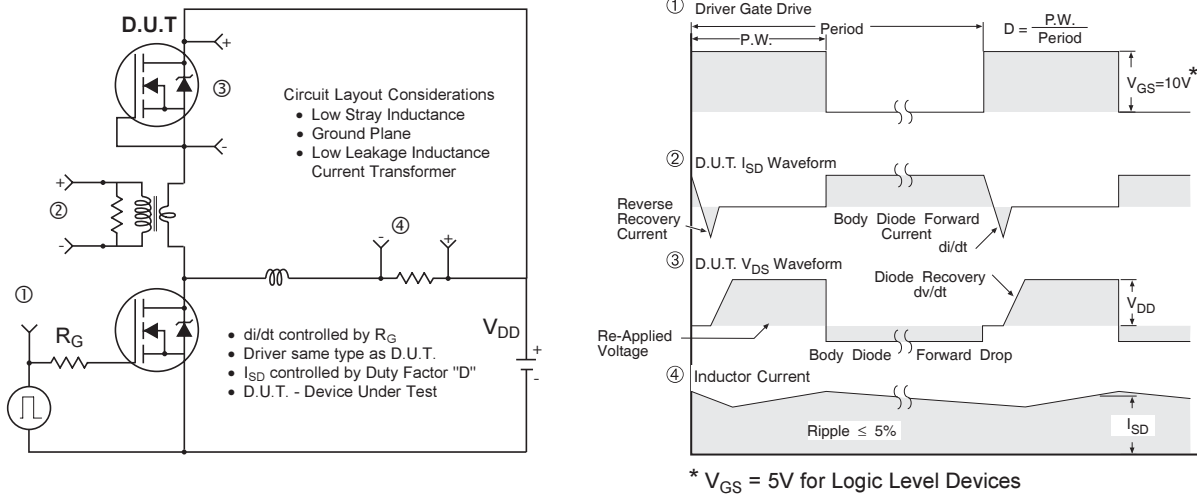 D.U.T
+
③
-
Circuit Layout Considerations
• Low Stray Inductance
• Ground Plane
• Low Leakage Inductance
Current Transformer
+
②
-
④
-
+
①
R_G
V_DD
+
-
• di/dt controlled by R_G
• Driver same type as D.U.T.
• I_SD controlled by Duty Factor "D"
• D.U.T. - Device Under Test
① Driver Gate Drive
P.W.
Period
D = P.W. / Period
V_GS=10V *
② D.U.T. I_SD Waveform
Reverse
Recovery
Current
Body Diode Forward
Current
di/dt
③ D.U.T. V_DS Waveform
Diode Recovery
dv/dt
V_DD
Re-Applied
Voltage
Body Diode Forward Drop
④ Inductor Current
Ripple ≤ 5%
I_SD
* V_GS = 5V for Logic Level Devices